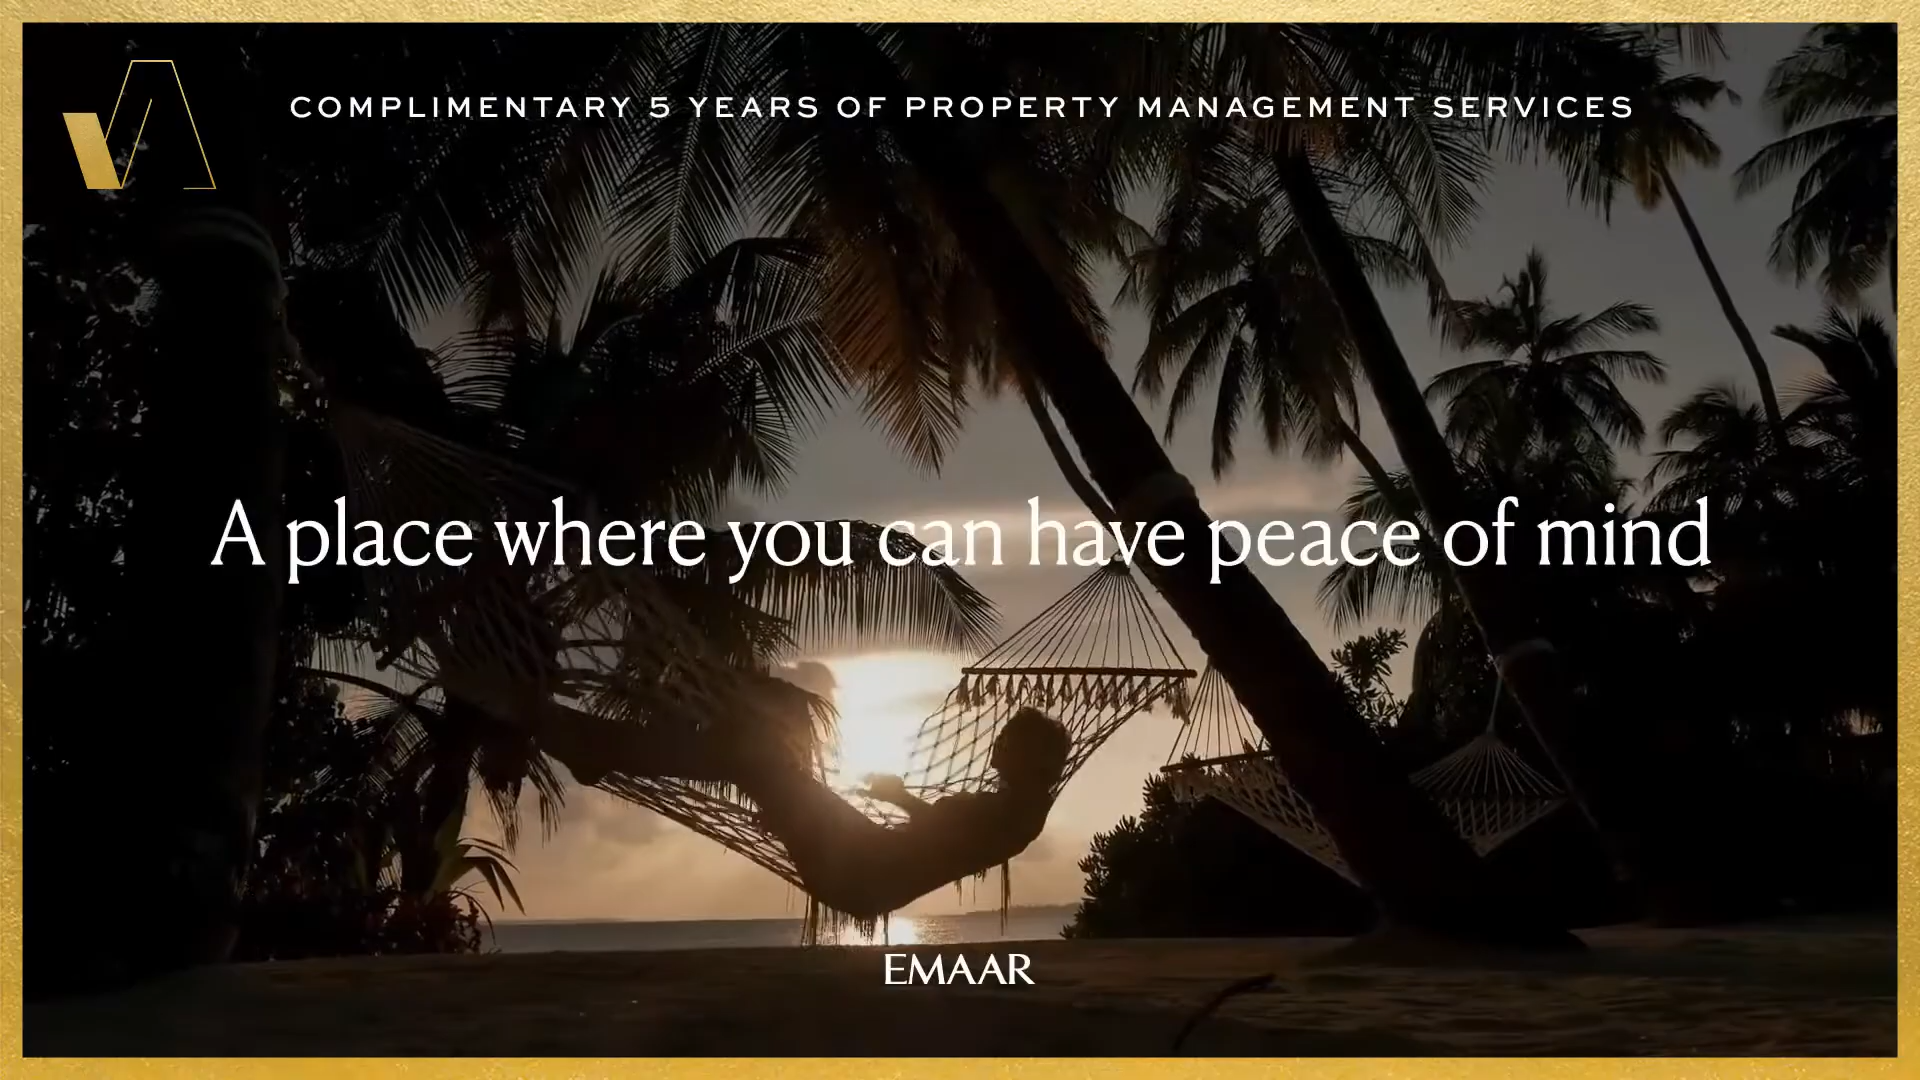 COMPLIMENTARY 5 YEARS OF PROPERTY MANAGEMENT SERVICES
A place where you can have peace of mind
EMAAR